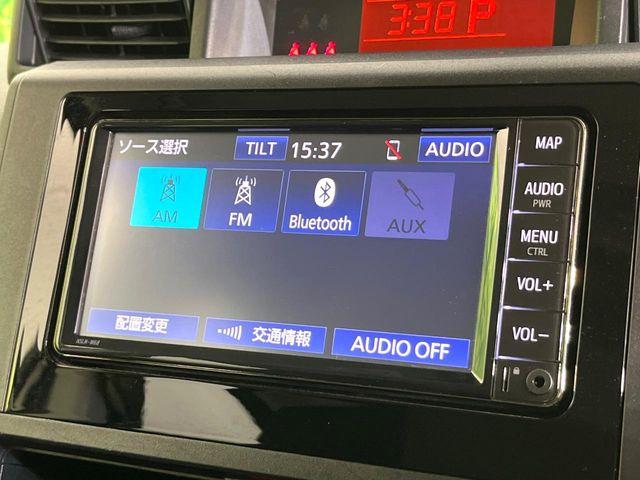 3:38 P
ソース選択 TILT 15:37 AUDIO
AM FM Bluetooth AUX
配置変更 交通情報 AUDIO OFF
MAP
AUDIO
PWR
MENU
CTRL
VOL+
VOL-